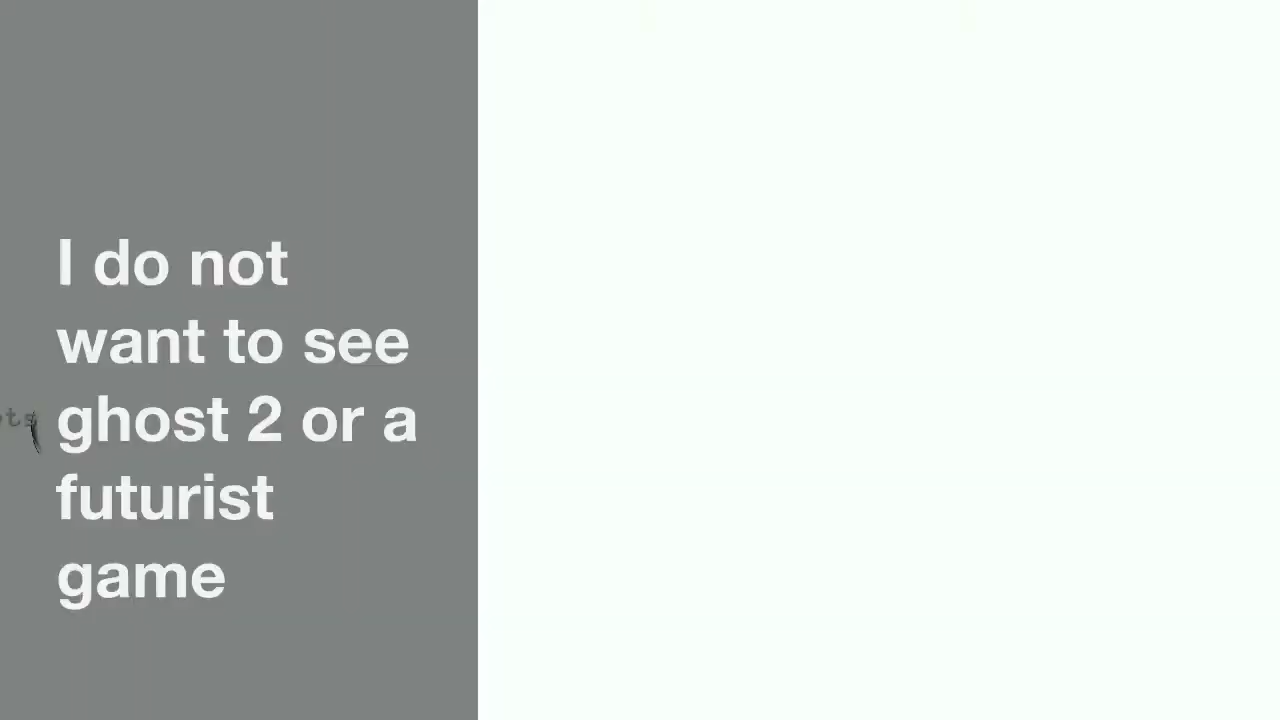 I do not
want to see
ghost 2 or a
futurist
game